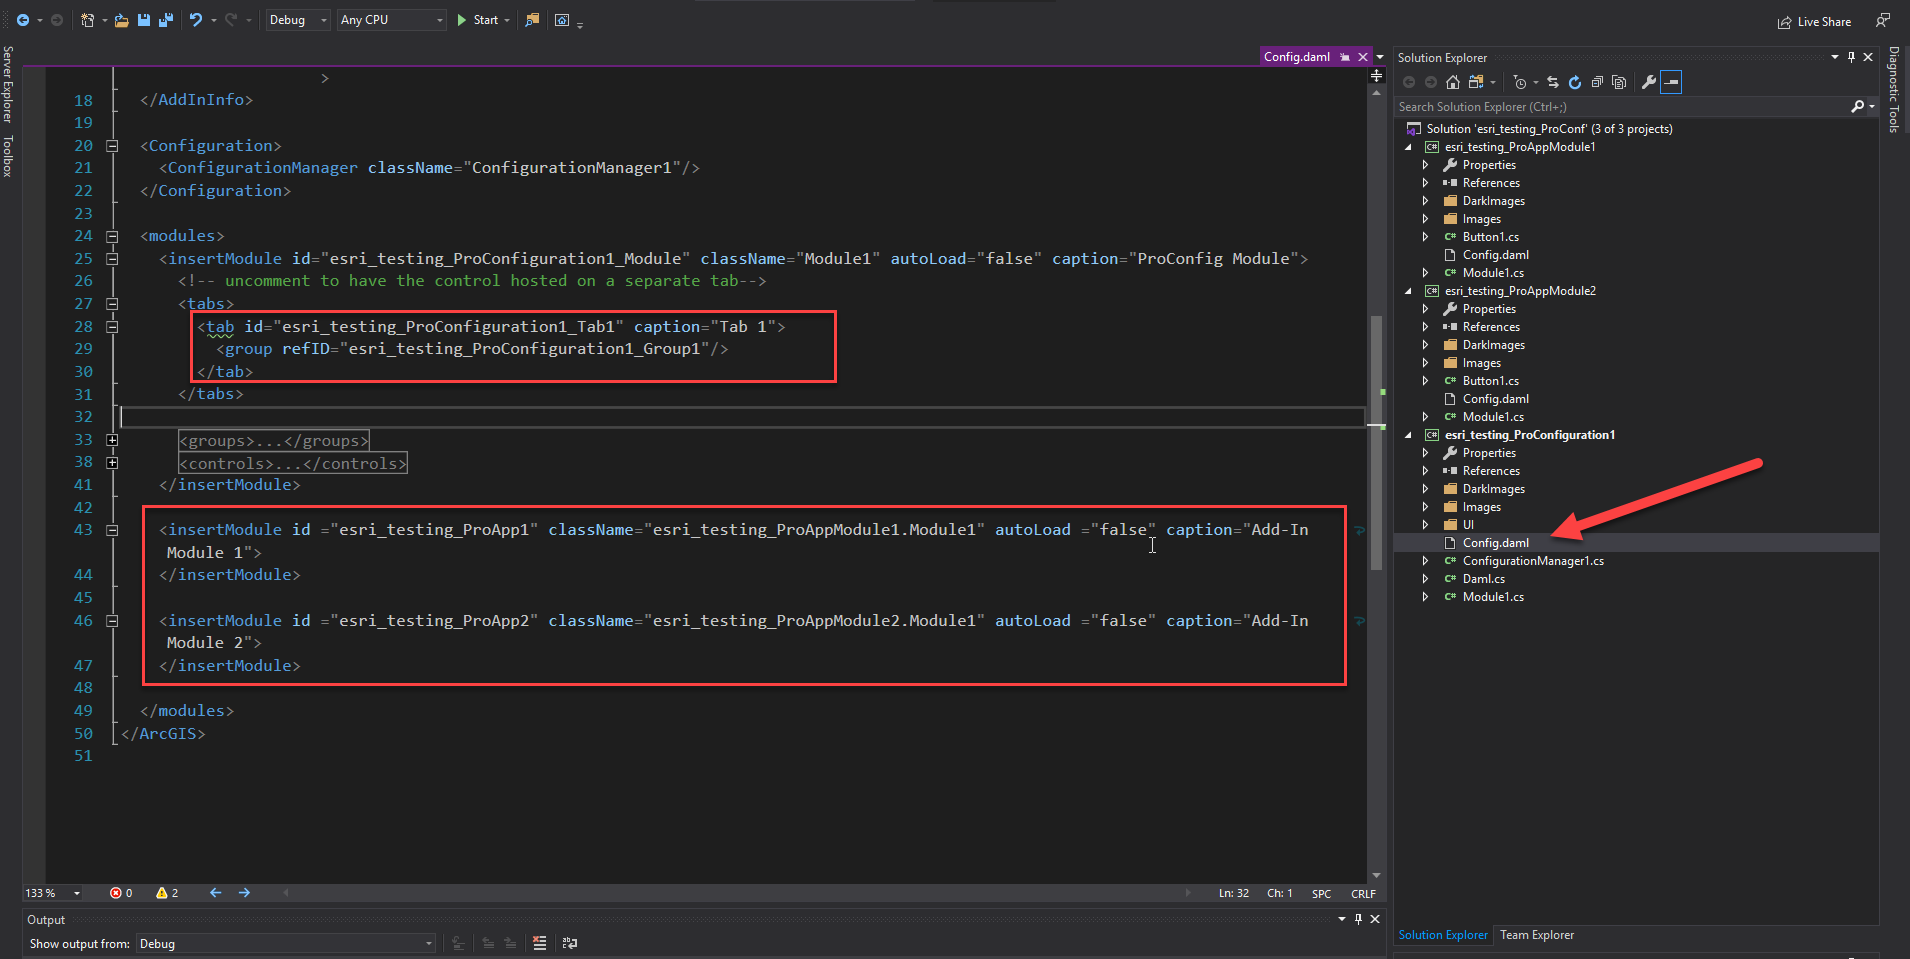 Debug
Any CPU
Start
Live Share
Server Explorer
Toolbox
Config.daml
>
18 </AddInInfo>
19
20 <Configuration>
21 <ConfigurationManager className="ConfigurationManager1"/>
22 </Configuration>
23
24 <modules>
25 <insertModule id="esri_testing_ProConfiguration1_Module" className="Module1" autoLoad="false" caption="ProConfig Module">
26 <!-- uncomment to have the control hosted on a separate tab-->
27 <tabs>
28 <tab id="esri_testing_ProConfiguration1_Tab1" caption="Tab 1">
29 <group refID="esri_testing_ProConfiguration1_Group1"/>
30 </tab>
31 </tabs>
32
33 <groups>...</groups>
38 <controls>...</controls>
41 </insertModule>
42
43 <insertModule id ="esri_testing_ProApp1" className="esri_testing_ProAppModule1.Module1" autoLoad ="false" caption="Add-In
Module 1">
44 </insertModule>
45
46 <insertModule id ="esri_testing_ProApp2" className="esri_testing_ProAppModule2.Module1" autoLoad ="false" caption="Add-In
Module 2">
47 </insertModule>
48
49 </modules>
50 </ArcGIS>
51
133 %
0
2
Ln: 32 Ch: 1 SPC CRLF
Output
Show output from: Debug
Solution Explorer
Search Solution Explorer (Ctrl+;)
Solution 'esri_testing_ProConf' (3 of 3 projects)
C# esri_testing_ProAppModule1
Properties
References
DarkImages
Images
C# Button1.cs
Config.daml
C# Module1.cs
C# esri_testing_ProAppModule2
Properties
References
DarkImages
Images
C# Button1.cs
Config.daml
C# Module1.cs
C# esri_testing_ProConfiguration1
Properties
References
DarkImages
Images
UI
Config.daml
C# ConfigurationManager1.cs
C# Daml.cs
C# Module1.cs
Solution Explorer
Team Explorer
Diagnostic Tools